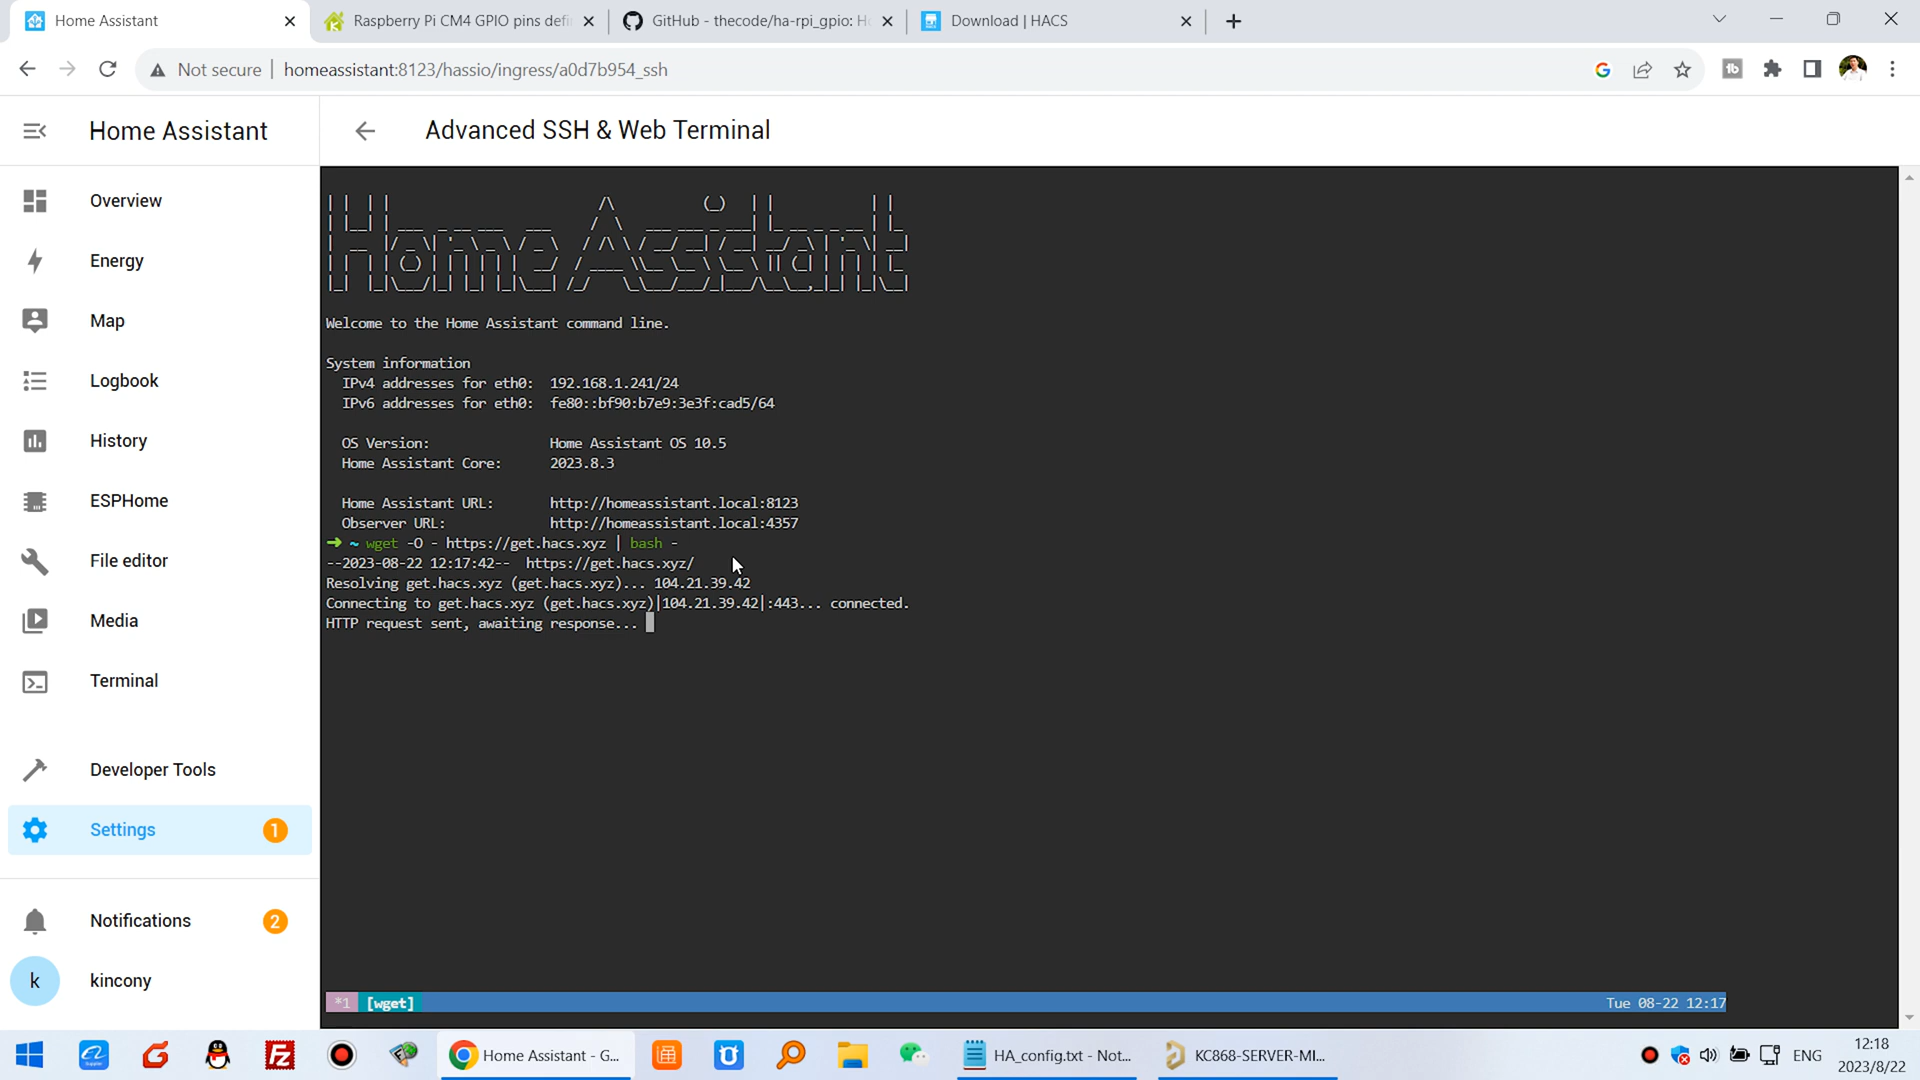 Home Assistant
Raspberry Pi CM4 GPIO pins defi
GitHub - thecode/ha-rpi_gpio: H
Download | HACS
Not secure
homeassistant:8123/hassio/ingress/a0d7b954_ssh
Home Assistant
Advanced SSH & Web Terminal
Overview
Energy
Map
Logbook
History
ESPHome
File editor
Media
Terminal
Developer Tools
Settings
1
Notifications
2
k
kincony
Home Assistant
Welcome to the Home Assistant command line.
System information
IPv4 addresses for eth0: 192.168.1.241/24
IPv6 addresses for eth0: fe80::bf90:b7e9:3e3f:cad5/64
OS Version: Home Assistant OS 10.5
Home Assistant Core: 2023.8.3
Home Assistant URL: http://homeassistant.local:8123
Observer URL: http://homeassistant.local:4357
➜ ~ wget -O - https://get.hacs.xyz | bash -
--2023-08-22 12:17:42-- https://get.hacs.xyz/
Resolving get.hacs.xyz (get.hacs.xyz)... 104.21.39.42
Connecting to get.hacs.xyz (get.hacs.xyz)|104.21.39.42|:443... connected.
HTTP request sent, awaiting response...
*1 [wget]
Tue 08-22 12:17
Home Assistant - G...
HA_config.txt - Not...
KC868-SERVER-MI...
ENG
12:18
2023/8/22